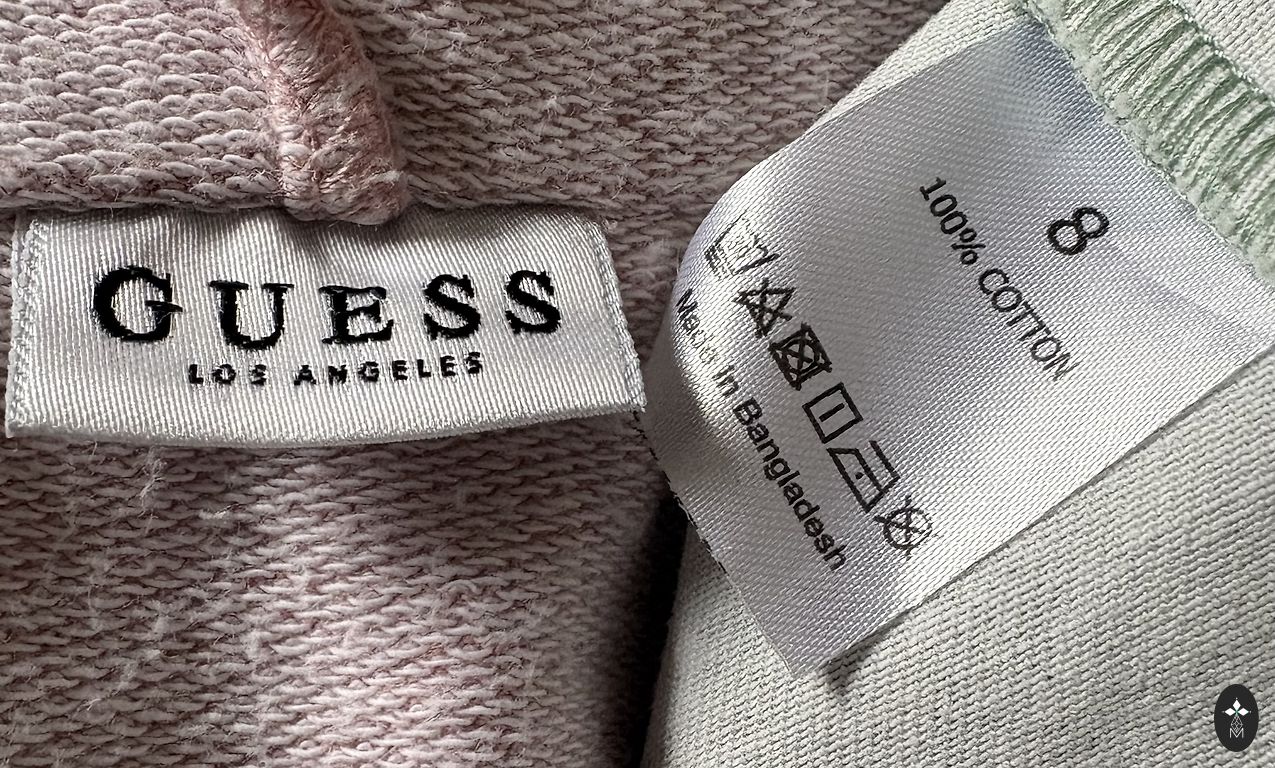 GUESS
LOS ANGELES
8
100% COTTON
Made in Bangladesh
M